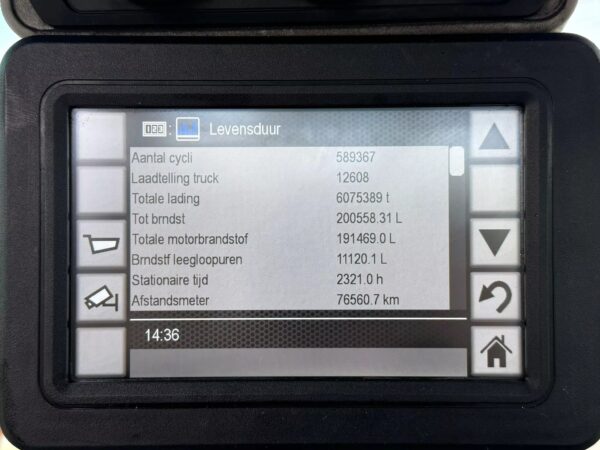 123: Levensduur
Aantal cycli 589367
Laadtelling truck 12608
Totale lading 6075389 t
Tot brndst 200558.31 L
Totale motorbrandstof 191469.0 L
Brndstf leegloopuren 11120.1 L
Stationaire tijd 2321.0 h
Afstandsmeter 76560.7 km
14:36